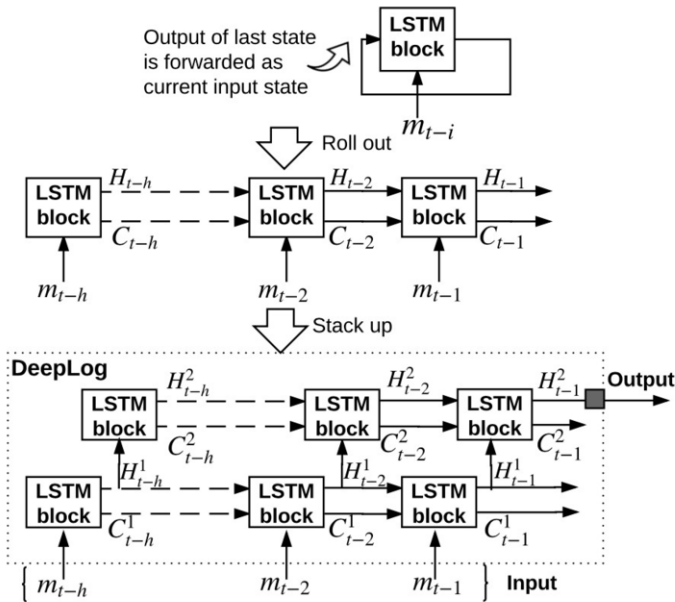 Output of last state
is forwarded as
current input state
LSTM
block
m_{t-i}
Roll out
LSTM
block
H_{t-h}
C_{t-h}
LSTM
block
H_{t-2}
C_{t-2}
LSTM
block
H_{t-1}
C_{t-1}
m_{t-h}
m_{t-2}
m_{t-1}
Stack up
DeepLog
LSTM
block
H^2_{t-h}
C^2_{t-h}
LSTM
block
H^2_{t-2}
C^2_{t-2}
LSTM
block
H^2_{t-1}
C^2_{t-1}
Output
LSTM
block
H^1_{t-h}
C^1_{t-h}
LSTM
block
H^1_{t-2}
C^1_{t-2}
LSTM
block
H^1_{t-1}
C^1_{t-1}
{ m_{t-h}
m_{t-2}
m_{t-1} }
Input